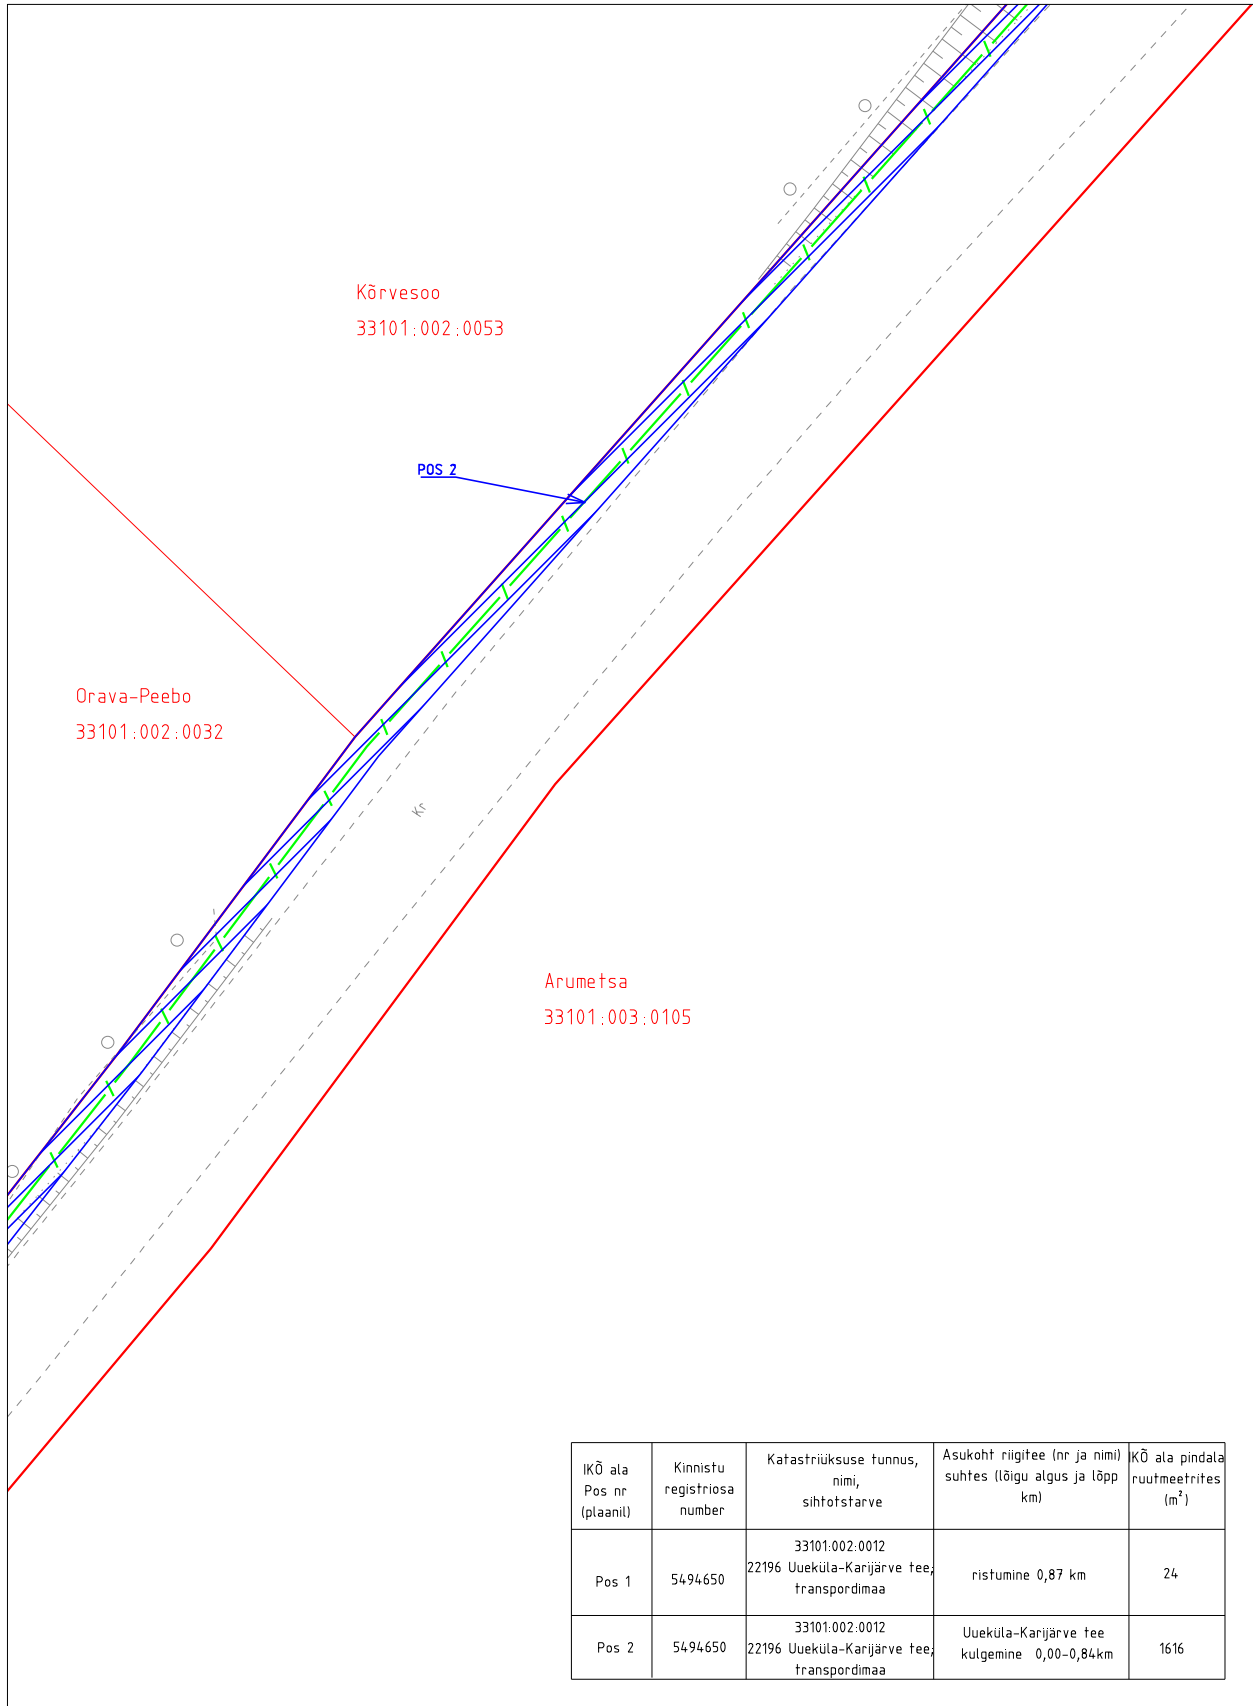 Kõrvesoo
33101:002:0053
POS 2
Orava-Peebo
33101:002:0032
Kr
Arumetsa
33101:003:0105
IKÕ ala
Pos nr
(plaanil)
Kinnistu
registriosa
number
Katastriüksuse tunnus,
nimi,
sihtotstarve
Asukoht riigitee (nr ja nimi)
suhtes (lõigu algus ja lõpp
km)
IKÕ ala pindala
ruutmeetrites
(m²)
Pos 1
5494650
33101:002:0012
22196 Uueküla-Karijärve tee;
transpordimaa
ristumine 0,87 km
24
Pos 2
5494650
33101:002:0012
22196 Uueküla-Karijärve tee;
transpordimaa
Uueküla-Karijärve tee
kulgemine 0,00-0,84km
1616